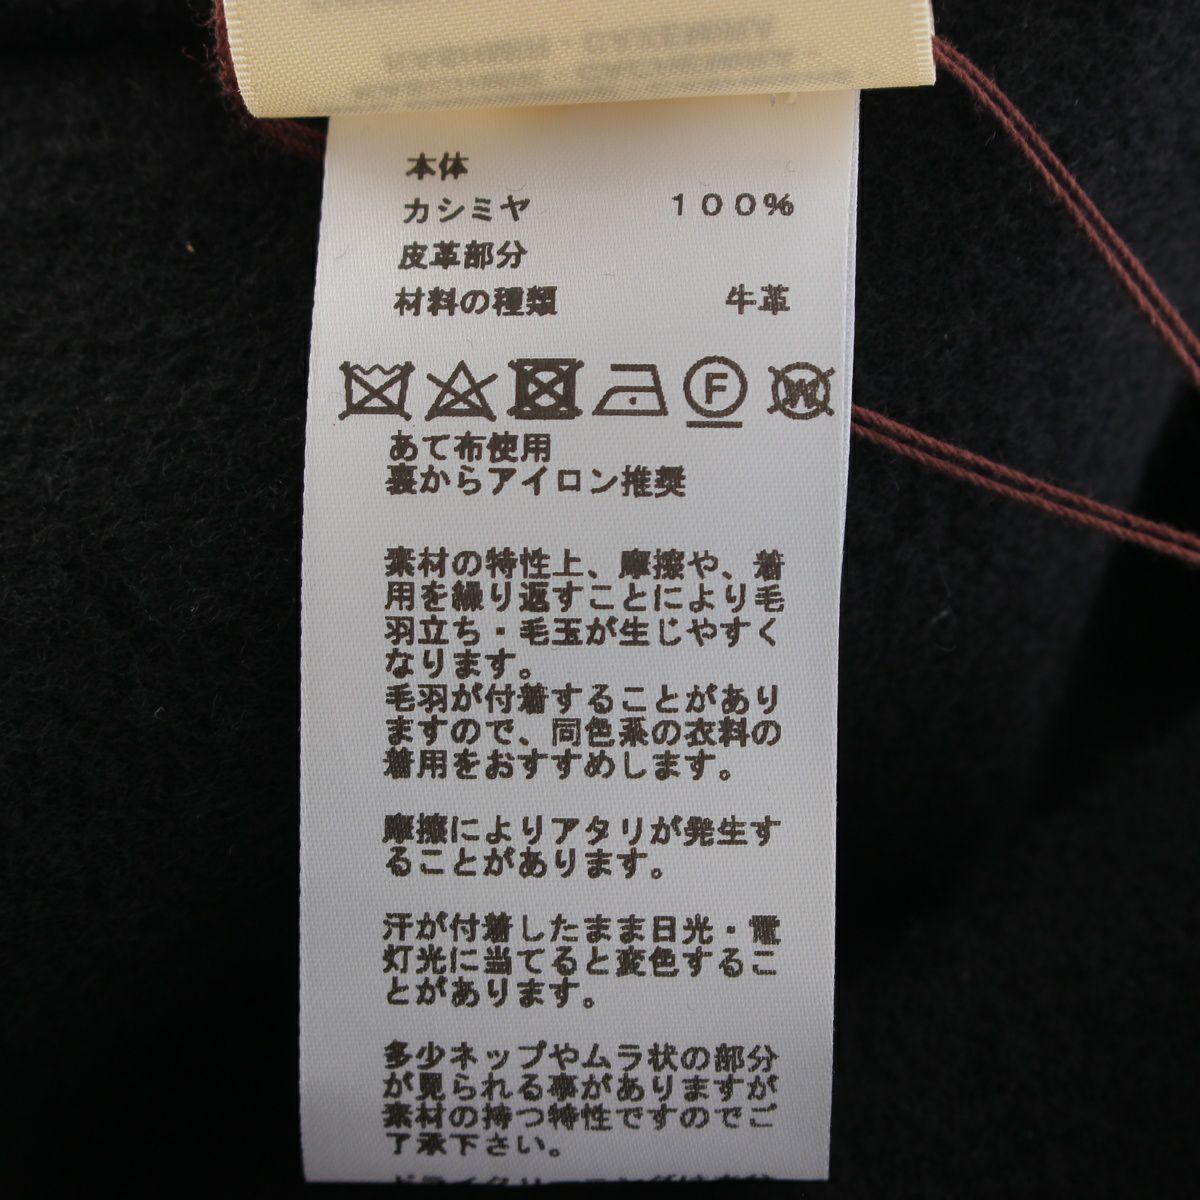 本体
カシミヤ １００％
皮革部分
材料の種類 牛革
F W
あて布使用
裏からアイロン推奨
素材の特性上、摩擦や、着
用を繰り返すことにより毛
羽立ち・毛玉が生じやすく
なります。
毛羽が付着することがあり
ますので、同色系の衣料の
着用をおすすめします。
摩擦によりアタリが発生す
ることがあります。
汗が付着したまま日光・電
灯光に当てると変色するこ
とがあります。
多少ネップやムラ状の部分
が見られる事がありますが
素材の持つ特性ですのでご
了承下さい。